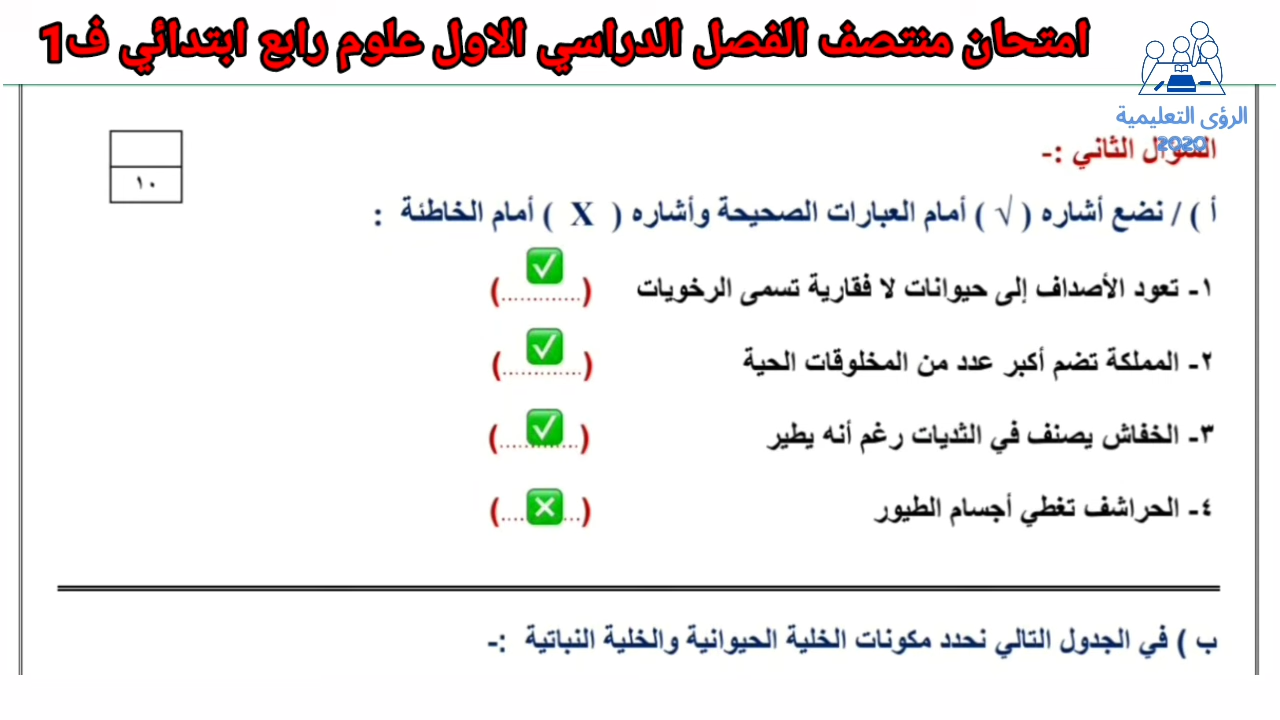 امتحان منتصف الفصل الدراسي الاول علوم رابع ابتدائي ف1
الرؤى التعليمية
2020
السؤال الثاني :-
١٠
أ ) / نضع أشاره ( √ ) أمام العبارات الصحيحة وأشاره ( X ) أمام الخاطئة :
١- تعود الأصداف إلى حيوانات لا فقارية تسمى الرخويات (.............)
٢- المملكة تضم أكبر عدد من المخلوقات الحية (.............)
٣- الخفاش يصنف في الثديات رغم أنه يطير (.............)
٤- الحراشف تغطي أجسام الطيور (.............)
ب ) في الجدول التالي نحدد مكونات الخلية الحيوانية والخلية النباتية :-